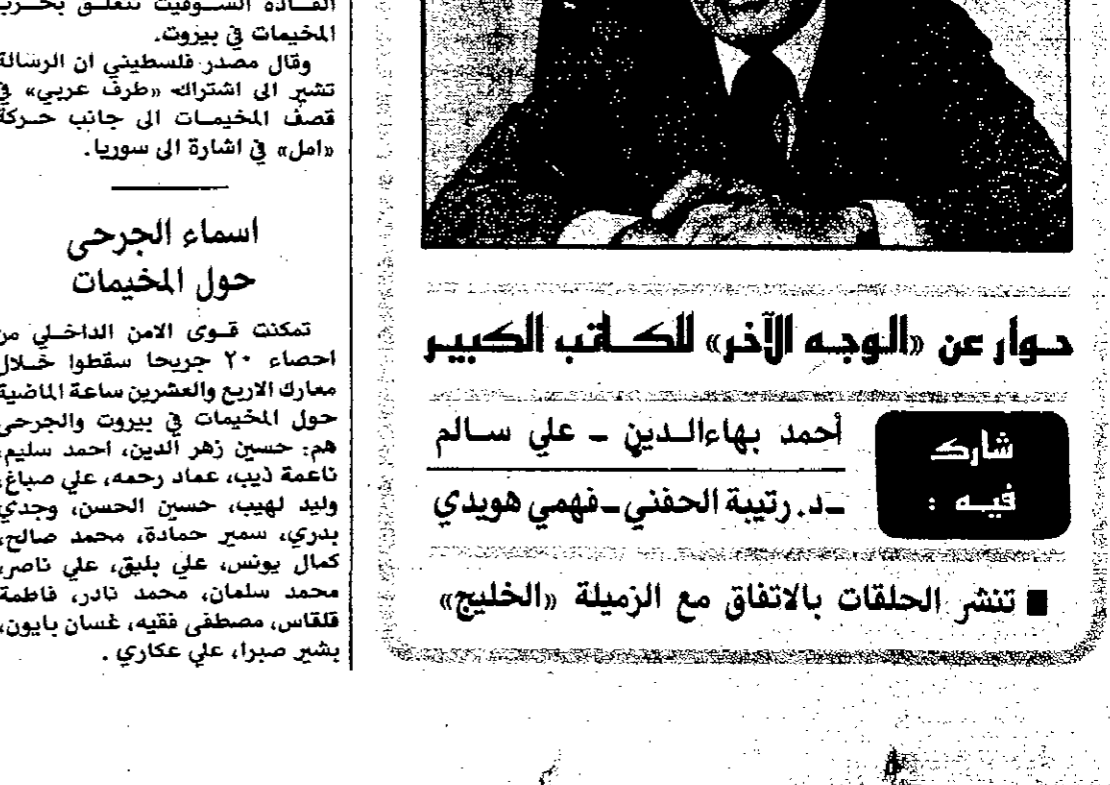 حوار عن «الوجه الآخر» للكاتب الكبير
شارك
فيه :
أحمد بهاءالدين - علي سالم
-د. رتيبة الحفني - فهمي هويدي
■ تنشر الحلقات بالاتفاق مع الزميلة «الخليج»
القادة السوفيت تتعلق بحرب
المخيمات في بيروت.
وقال مصدر فلسطيني ان الرسالة
تشير الى اشتراك «طرف عربي» في
قصف المخيمات الى جانب حركة
«امل» في اشارة الى سوريا.
اسماء الجرحى
حول المخيمات
تمكنت قوى الامن الداخلي من
احصاء ٢٠ جريحا سقطوا خلال
معارك الاربع والعشرين ساعة الماضية
حول المخيمات في بيروت والجرحى
هم: حسين زهر الدين، احمد سليم،
ناعمة ذيب، عماد رحمه، علي صباغ،
وليد لهيب، حسين الحسن، وجدي
بدري، سمير حمادة، محمد صالح،
كمال يونس، علي بليق، علي ناصر،
محمد سلمان، محمد نادر، فاطمة
قلقاس، مصطفى فقيه، غسان بايون،
بشير صبرا، علي عكاري .